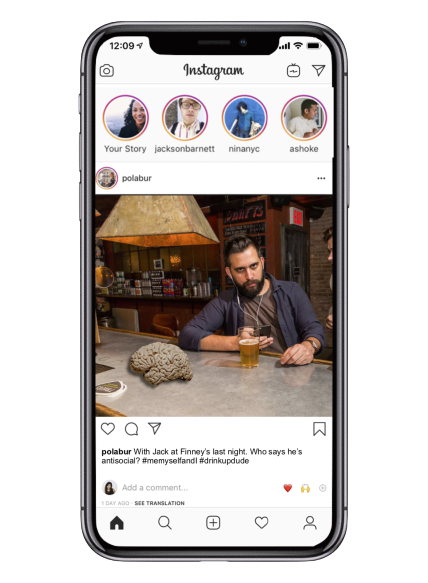 12:09
Instagram
Your Story
jacksonbarnett
ninanyc
ashoke
polabur
polabur With Jack at Finney's last night. Who says he's
antisocial? #memyselfandI #drinkupdude
Add a comment...
1 DAY AGO · SEE TRANSLATION